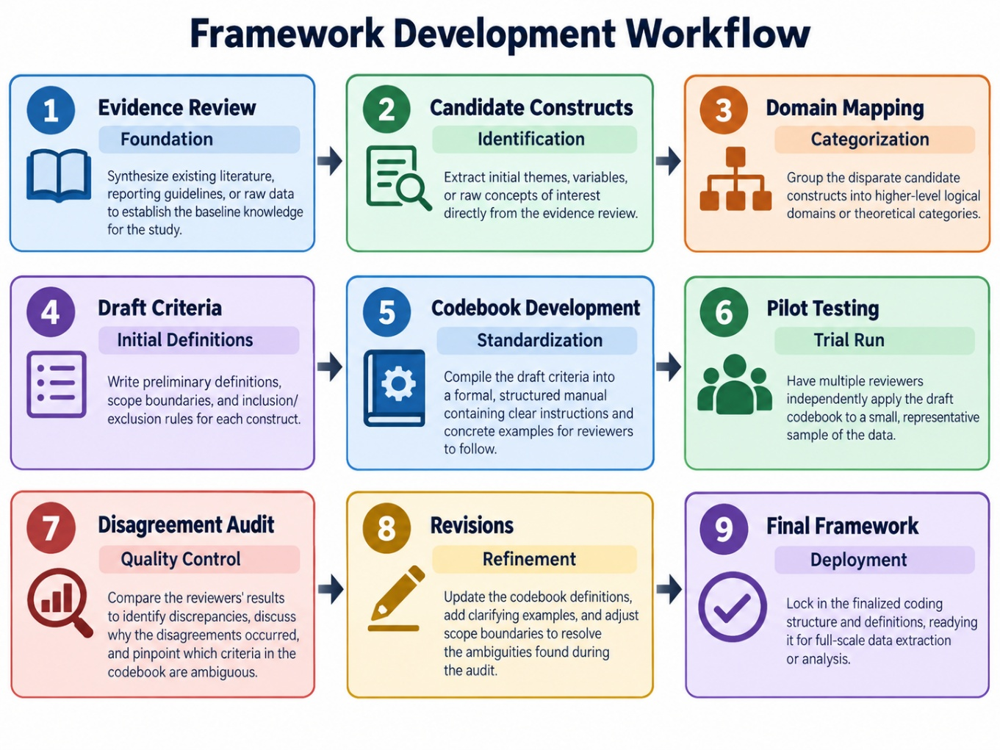 Framework Development Workflow
1
Evidence Review
Foundation
Synthesize existing literature,
reporting guidelines, or raw data
to establish the baseline knowledge
for the study.
2
Candidate Constructs
Identification
Extract initial themes, variables,
or raw concepts of interest
directly from the evidence review.
3
Domain Mapping
Categorization
Group the disparate candidate
constructs into higher-level logical
domains or theoretical categories.
4
Draft Criteria
Initial Definitions
Write preliminary definitions,
scope boundaries, and inclusion/
exclusion rules for each construct.
5
Codebook Development
Standardization
Compile the draft criteria into
a formal, structured manual
containing clear instructions and
concrete examples for reviewers
to follow.
6
Pilot Testing
Trial Run
Have multiple reviewers
independently apply the draft
codebook to a small, representative
sample of the data.
7
Disagreement Audit
Quality Control
Compare the reviewers' results
to identify discrepancies, discuss
why the disagreements occurred,
and pinpoint which criteria in the
codebook are ambiguous.
8
Revisions
Refinement
Update the codebook definitions,
add clarifying examples, and adjust
scope boundaries to resolve
the ambiguities found during
the audit.
9
Final Framework
Deployment
Lock in the finalized coding
structure and definitions, readying
it for full-scale data extraction
or analysis.